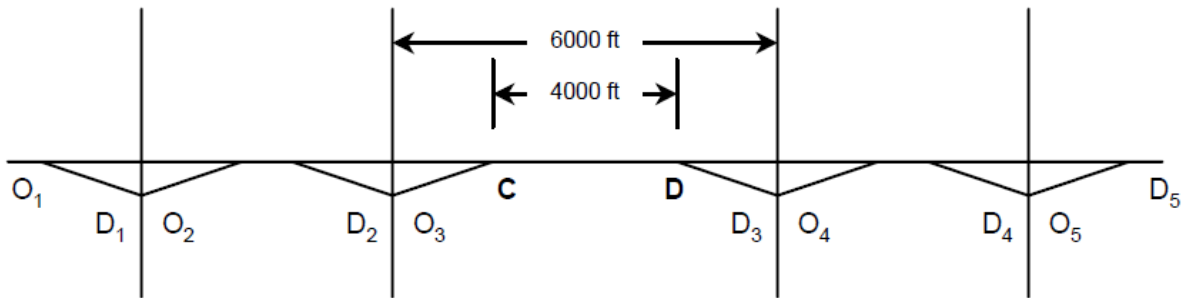 6000 ft
4000 ft
O₁ C D D₅
D₁ O₂ D₂ O₃ D₃ O₄ D₄ O₅